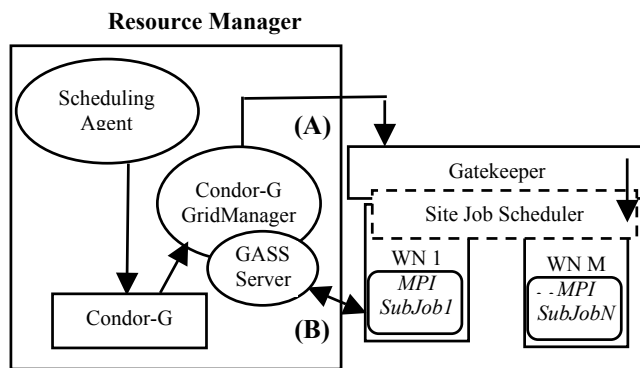 Resource Manager
Scheduling
Agent
(A)
Gatekeeper
Condor-G
GridManager
Site Job Scheduler
GASS
Server
WN 1
WN M
MPI
SubJob1
MPI
SubJobN
Condor-G
(B)